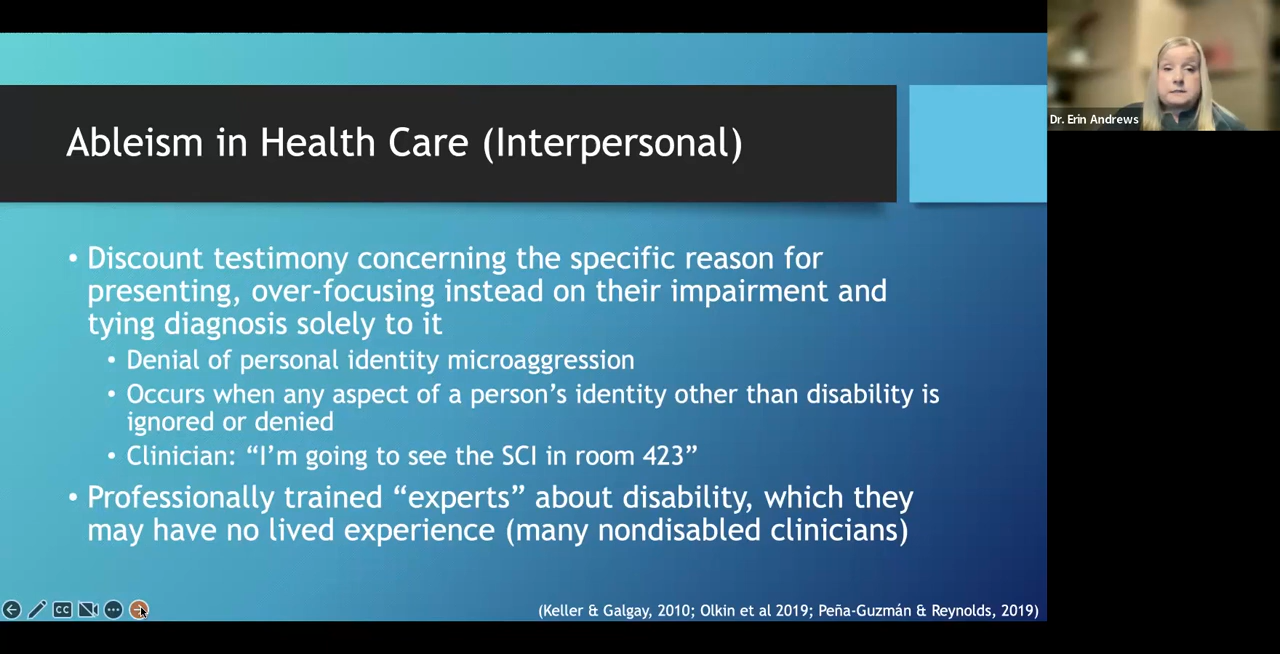 Ableism in Health Care (Interpersonal)
Dr. Erin Andrews
• Discount testimony concerning the specific reason for
presenting, over-focusing instead on their impairment and
tying diagnosis solely to it
• Denial of personal identity microaggression
• Occurs when any aspect of a person’s identity other than disability is
ignored or denied
• Clinician: “I’m going to see the SCI in room 423”
• Professionally trained “experts” about disability, which they
may have no lived experience (many nondisabled clinicians)
CC
(Keller & Galgay, 2010; Olkin et al 2019; Peña-Guzmán & Reynolds, 2019)